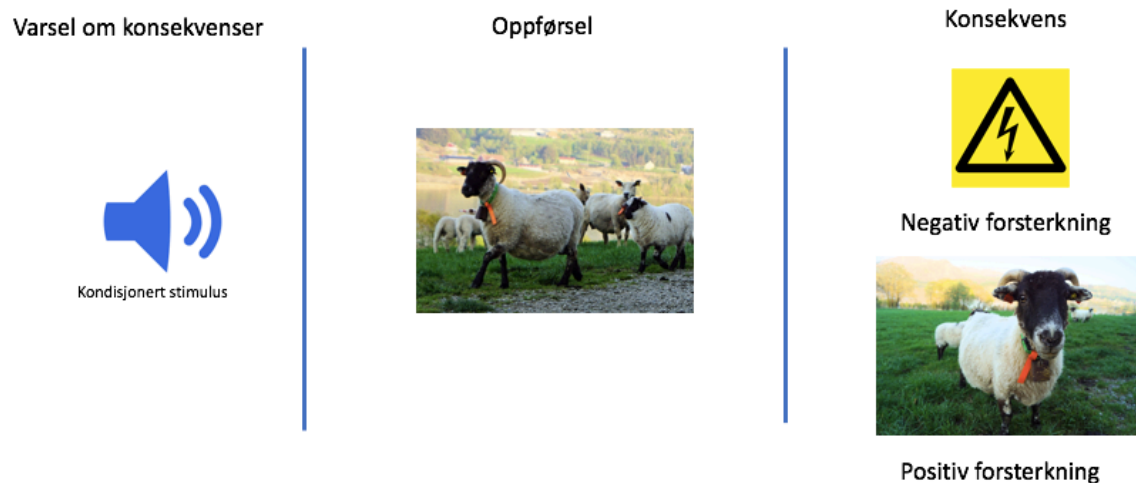 Varsel om konsekvenser
Oppførsel
Konsekvens
Kondisjonert stimulus
Negativ forsterkning
Positiv forsterkning